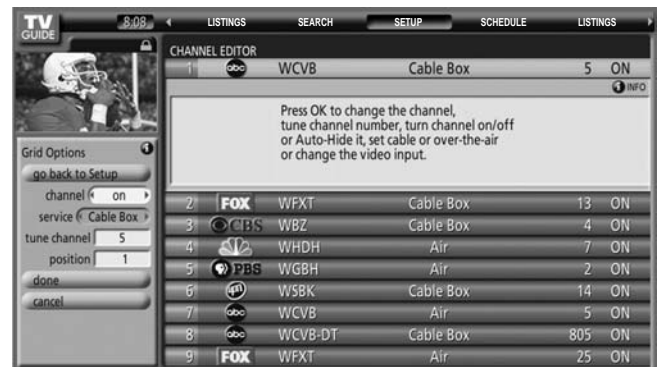 TV GUIDE 8:08 LISTINGS SEARCH SETUP SCHEDULE LISTINGS
CHANNEL EDITOR
1 abc WCVB Cable Box 5 ON
1 INFO
Press OK to change the channel,
tune channel number, turn channel on/off
or Auto-Hide it, set cable or over-the-air
or change the video input.
Grid Options 1
go back to Setup
channel on
service Cable Box
tune channel 5
position 1
done
cancel
2 FOX WFXT Cable Box 13 ON
3 CBS WBZ Cable Box 4 ON
4 WHDH Air 7 ON
5 PBS WGBH Air 2 ON
6 WSBK Cable Box 14 ON
7 abc WCVB Air 5 ON
8 abc WCVB-DT Cable Box 805 ON
9 FOX WFXT Air 25 ON